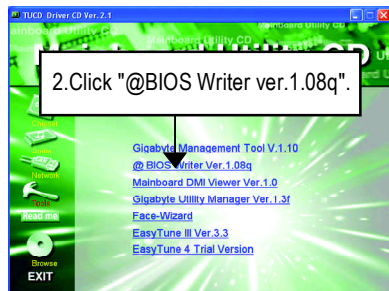 TUCD Driver CD Ver. 2.1
Mainboard Utility CD
2.Click "@BIOS Writer ver.1.08q".
Gigabyte Management Tool V.1.10
@ BIOS Writer Ver.1.08q
Network
Mainboard DMI Viewer Ver.1.0
Tools
Gigabyte Utility Manager Ver.1.3f
Read me
Face-Wizard
EasyTune III Ver.3.3
EasyTune 4 Trial Version
Browse
EXIT